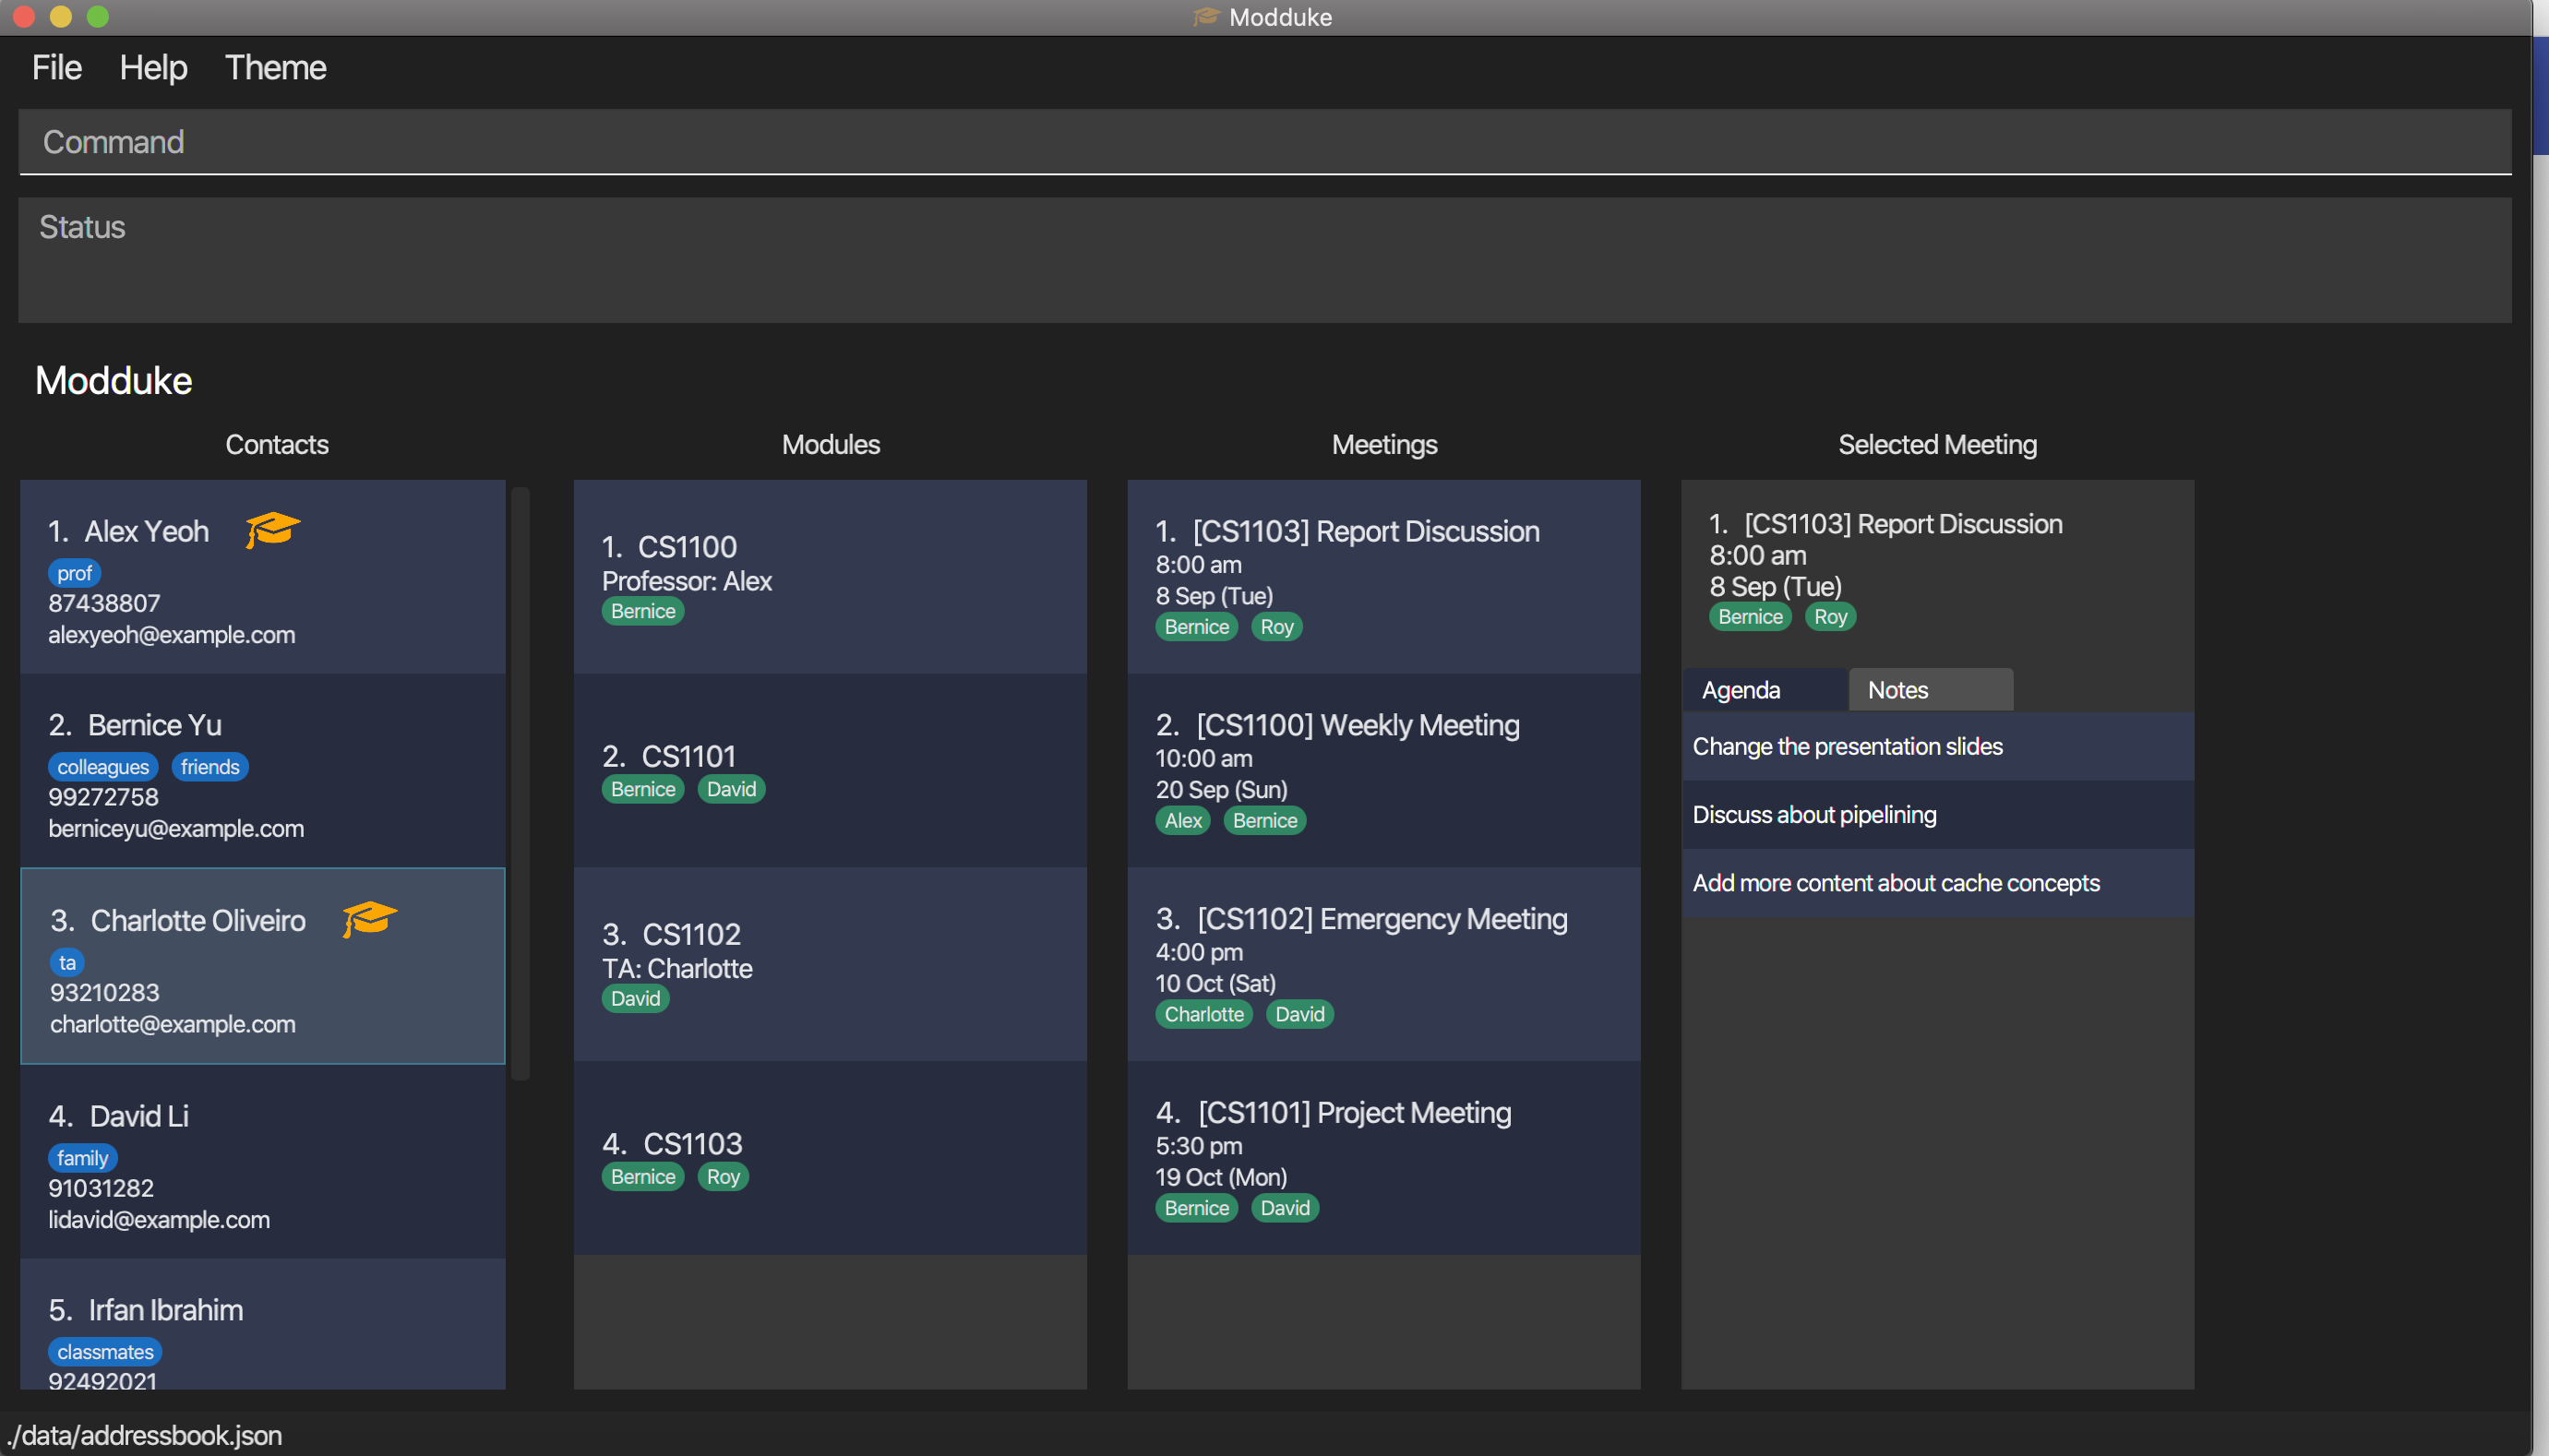 Modduke
File Help Theme
Command
Status
Modduke
Contacts
1. Alex Yeoh
prof
87438807
alexyeoh@example.com
2. Bernice Yu
colleagues friends
99272758
berniceyu@example.com
3. Charlotte Oliveiro
ta
93210283
charlotte@example.com
4. David Li
family
91031282
lidavid@example.com
5. Irfan Ibrahim
classmates
92492021
Modules
1. CS1100
Professor: Alex
Bernice
2. CS1101
Bernice David
3. CS1102
TA: Charlotte
David
4. CS1103
Bernice Roy
Meetings
1. [CS1103] Report Discussion
8:00 am
8 Sep (Tue)
Bernice Roy
2. [CS1100] Weekly Meeting
10:00 am
20 Sep (Sun)
Alex Bernice
3. [CS1102] Emergency Meeting
4:00 pm
10 Oct (Sat)
Charlotte David
4. [CS1101] Project Meeting
5:30 pm
19 Oct (Mon)
Bernice David
Selected Meeting
1. [CS1103] Report Discussion
8:00 am
8 Sep (Tue)
Bernice Roy
Agenda Notes
Change the presentation slides
Discuss about pipelining
Add more content about cache concepts
./data/addressbook.json